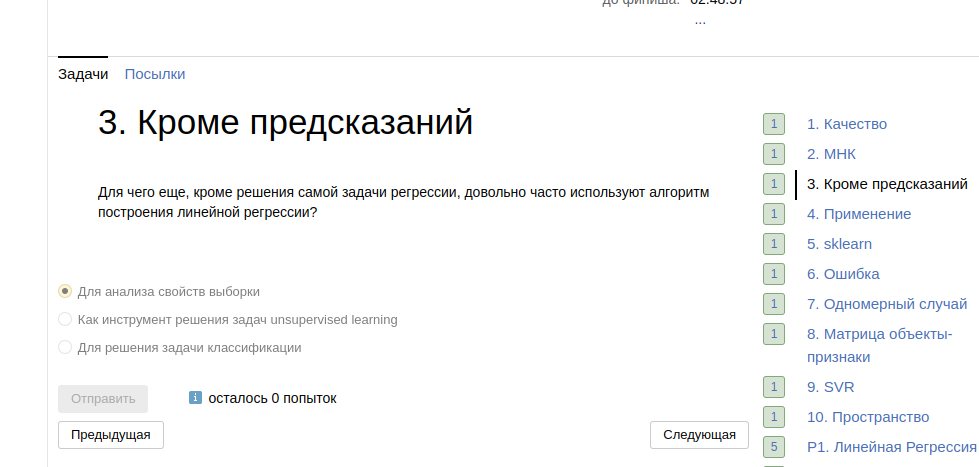 до финиша: 02:48:57
...
Задачи Посылки
3. Кроме предсказаний
Для чего еще, кроме решения самой задачи регрессии, довольно часто используют алгоритм
построения линейной регрессии?
Для анализа свойств выборки
Как инструмент решения задач unsupervised learning
Для решения задачи классификации
Отправить i осталось 0 попыток
Предыдущая Следующая
1 1. Качество
1 2. МНК
1 3. Кроме предсказаний
1 4. Применение
1 5. sklearn
1 6. Ошибка
1 7. Одномерный случай
1 8. Матрица объекты-
признаки
1 9. SVR
1 10. Пространство
5 P1. Линейная Регрессия